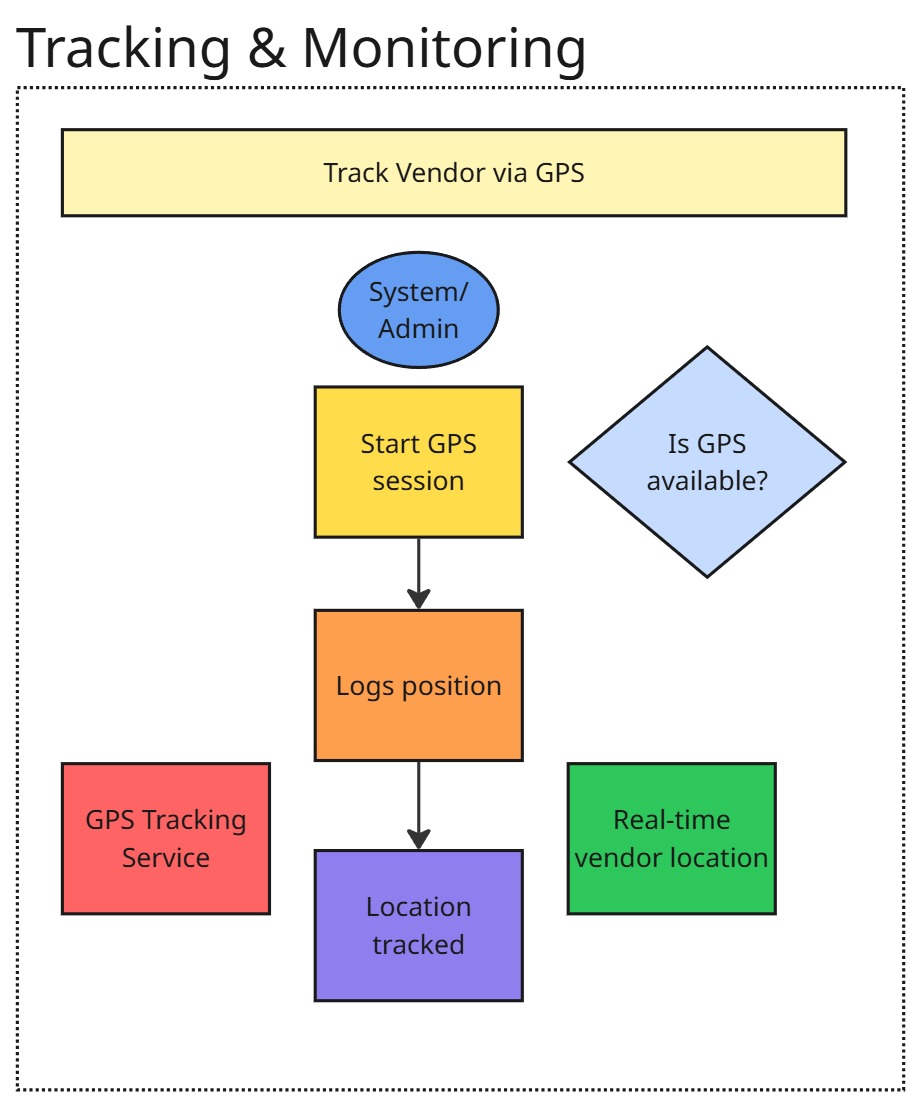 Tracking & Monitoring
Track Vendor via GPS
System/
Admin
Start GPS
session
Is GPS
available?
Logs position
GPS Tracking
Service
Real-time
vendor location
Location
tracked